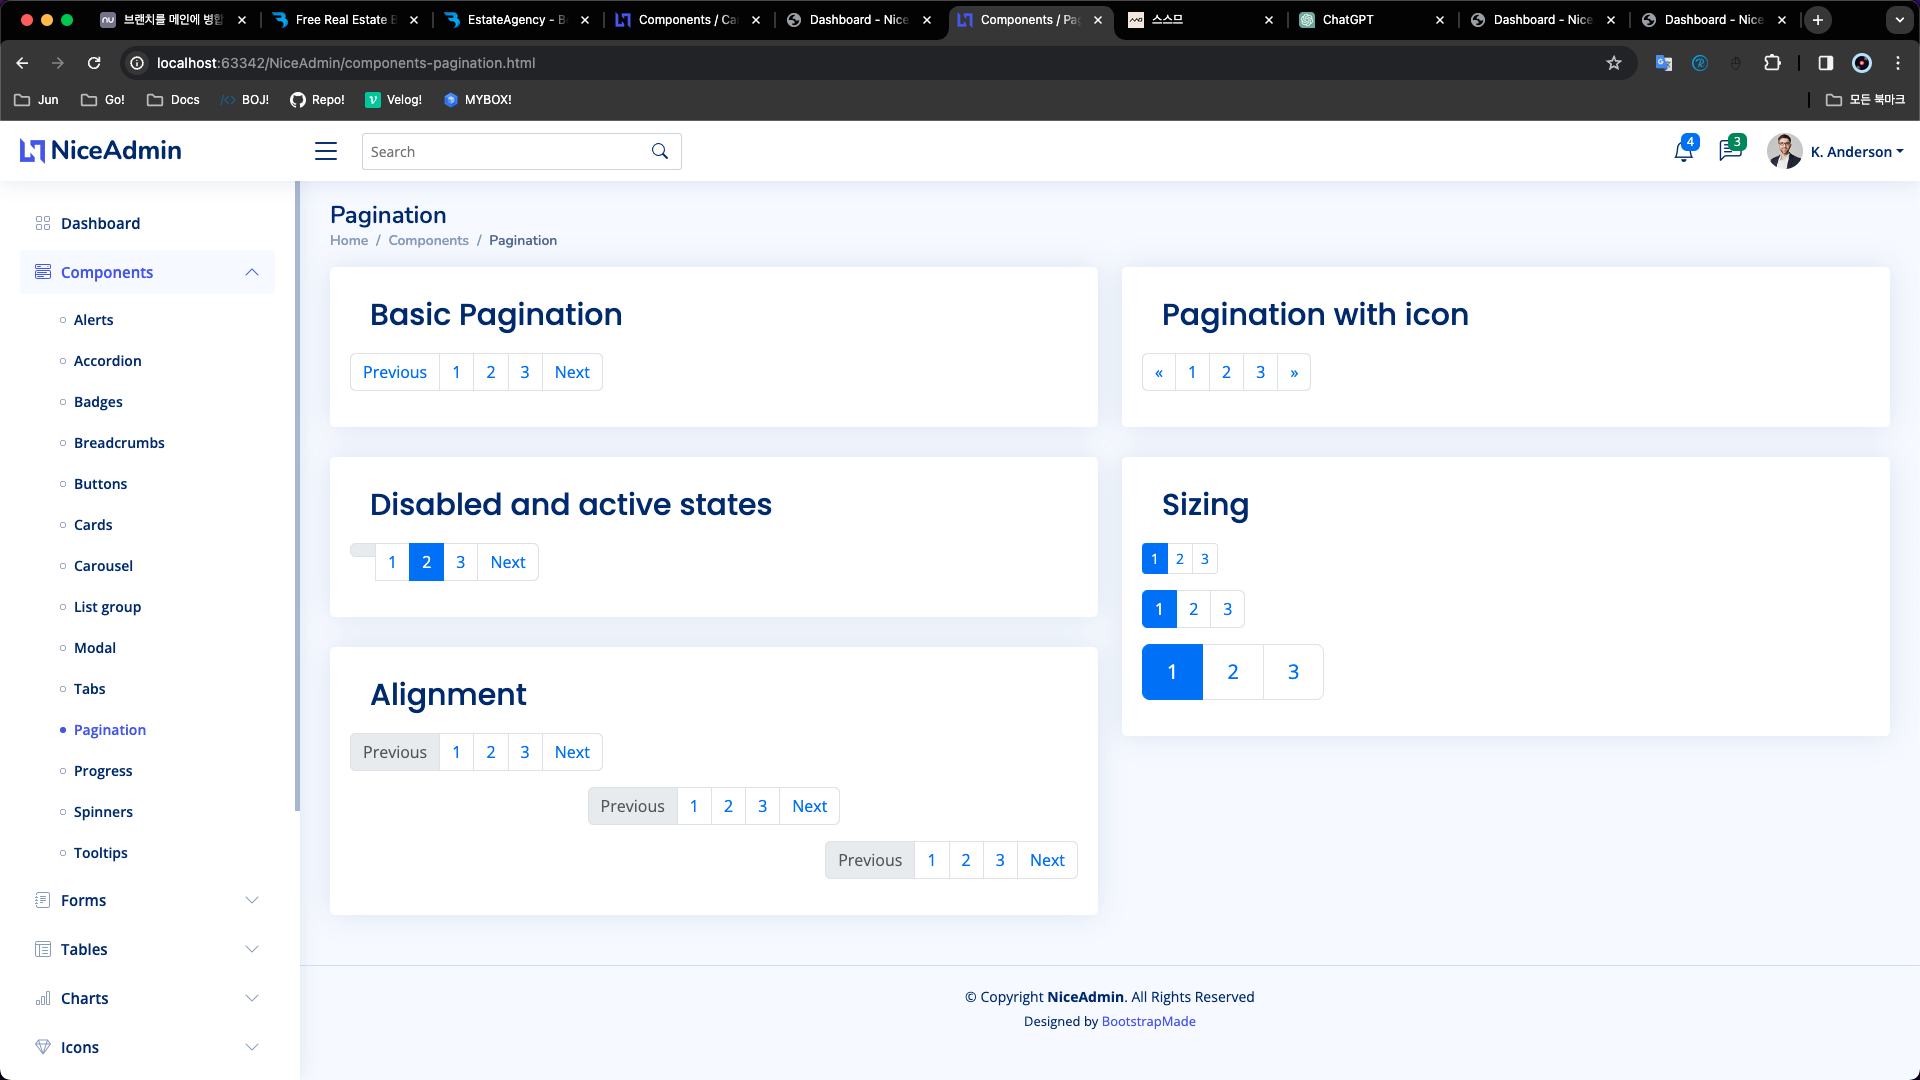 브랜치를 메인에 병합
Free Real Estate B
EstateAgency - B
Components / Ca
Dashboard - Nice
Components / Pag
스스므
ChatGPT
Dashboard - Nice
Dashboard - Nice
localhost:63342/NiceAdmin/components-pagination.html
Jun
Go!
Docs
BOJ!
Repo!
Velog!
MYBOX!
모든 북마크
NiceAdmin
Search
4
3
K. Anderson
Dashboard
Components
Alerts
Accordion
Badges
Breadcrumbs
Buttons
Cards
Carousel
List group
Modal
Tabs
Pagination
Progress
Spinners
Tooltips
Forms
Tables
Charts
Icons
Pagination
Home / Components / Pagination
Basic Pagination
Previous 1 2 3 Next
Pagination with icon
« 1 2 3 »
Disabled and active states
1 2 3 Next
Sizing
1 2 3
1 2 3
1 2 3
Alignment
Previous 1 2 3 Next
Previous 1 2 3 Next
Previous 1 2 3 Next
© Copyright NiceAdmin. All Rights Reserved
Designed by BootstrapMade